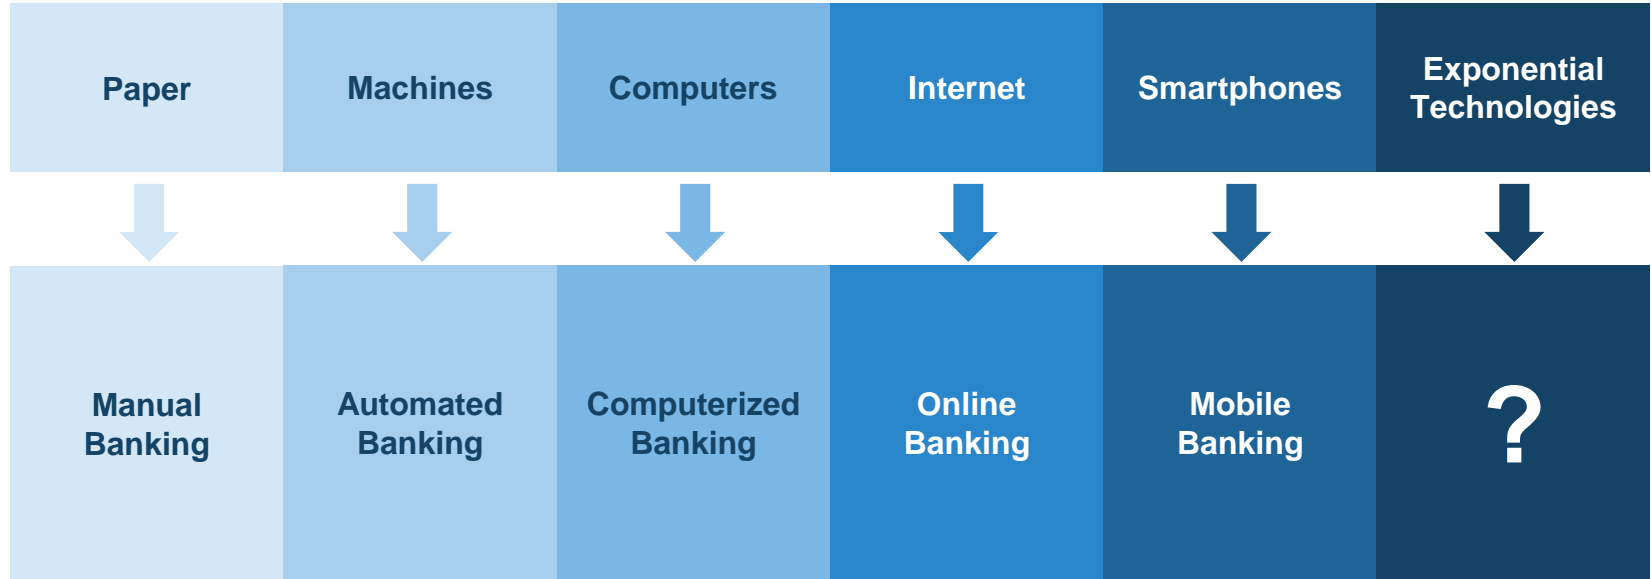 Paper
Machines
Computers
Internet
Smartphones
Exponential
Technologies
Manual
Banking
Automated
Banking
Computerized
Banking
Online
Banking
Mobile
Banking
?